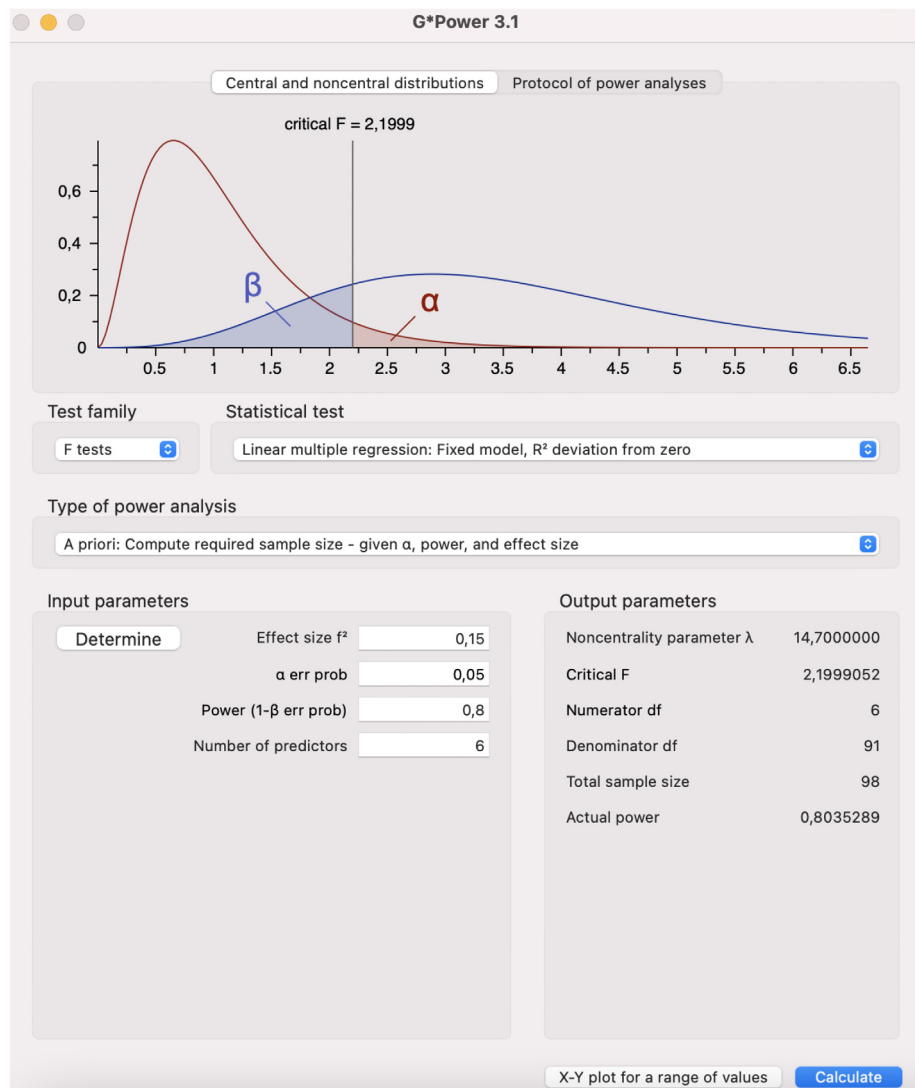 G*Power 3.1
Central and noncentral distributions Protocol of power analyses
critical F = 2,1999
0,6
0,4
0,2
0
β
α
0.5 1 1.5 2 2.5 3 3.5 4 4.5 5 5.5 6 6.5
Test family Statistical test
F tests Linear multiple regression: Fixed model, R² deviation from zero
Type of power analysis
A priori: Compute required sample size - given α, power, and effect size
Input parameters Output parameters
Determine Effect size f² 0,15 Noncentrality parameter λ 14,7000000
α err prob 0,05 Critical F 2,1999052
Power (1-β err prob) 0,8 Numerator df 6
Number of predictors 6 Denominator df 91
Total sample size 98
Actual power 0,8035289
X-Y plot for a range of values Calculate